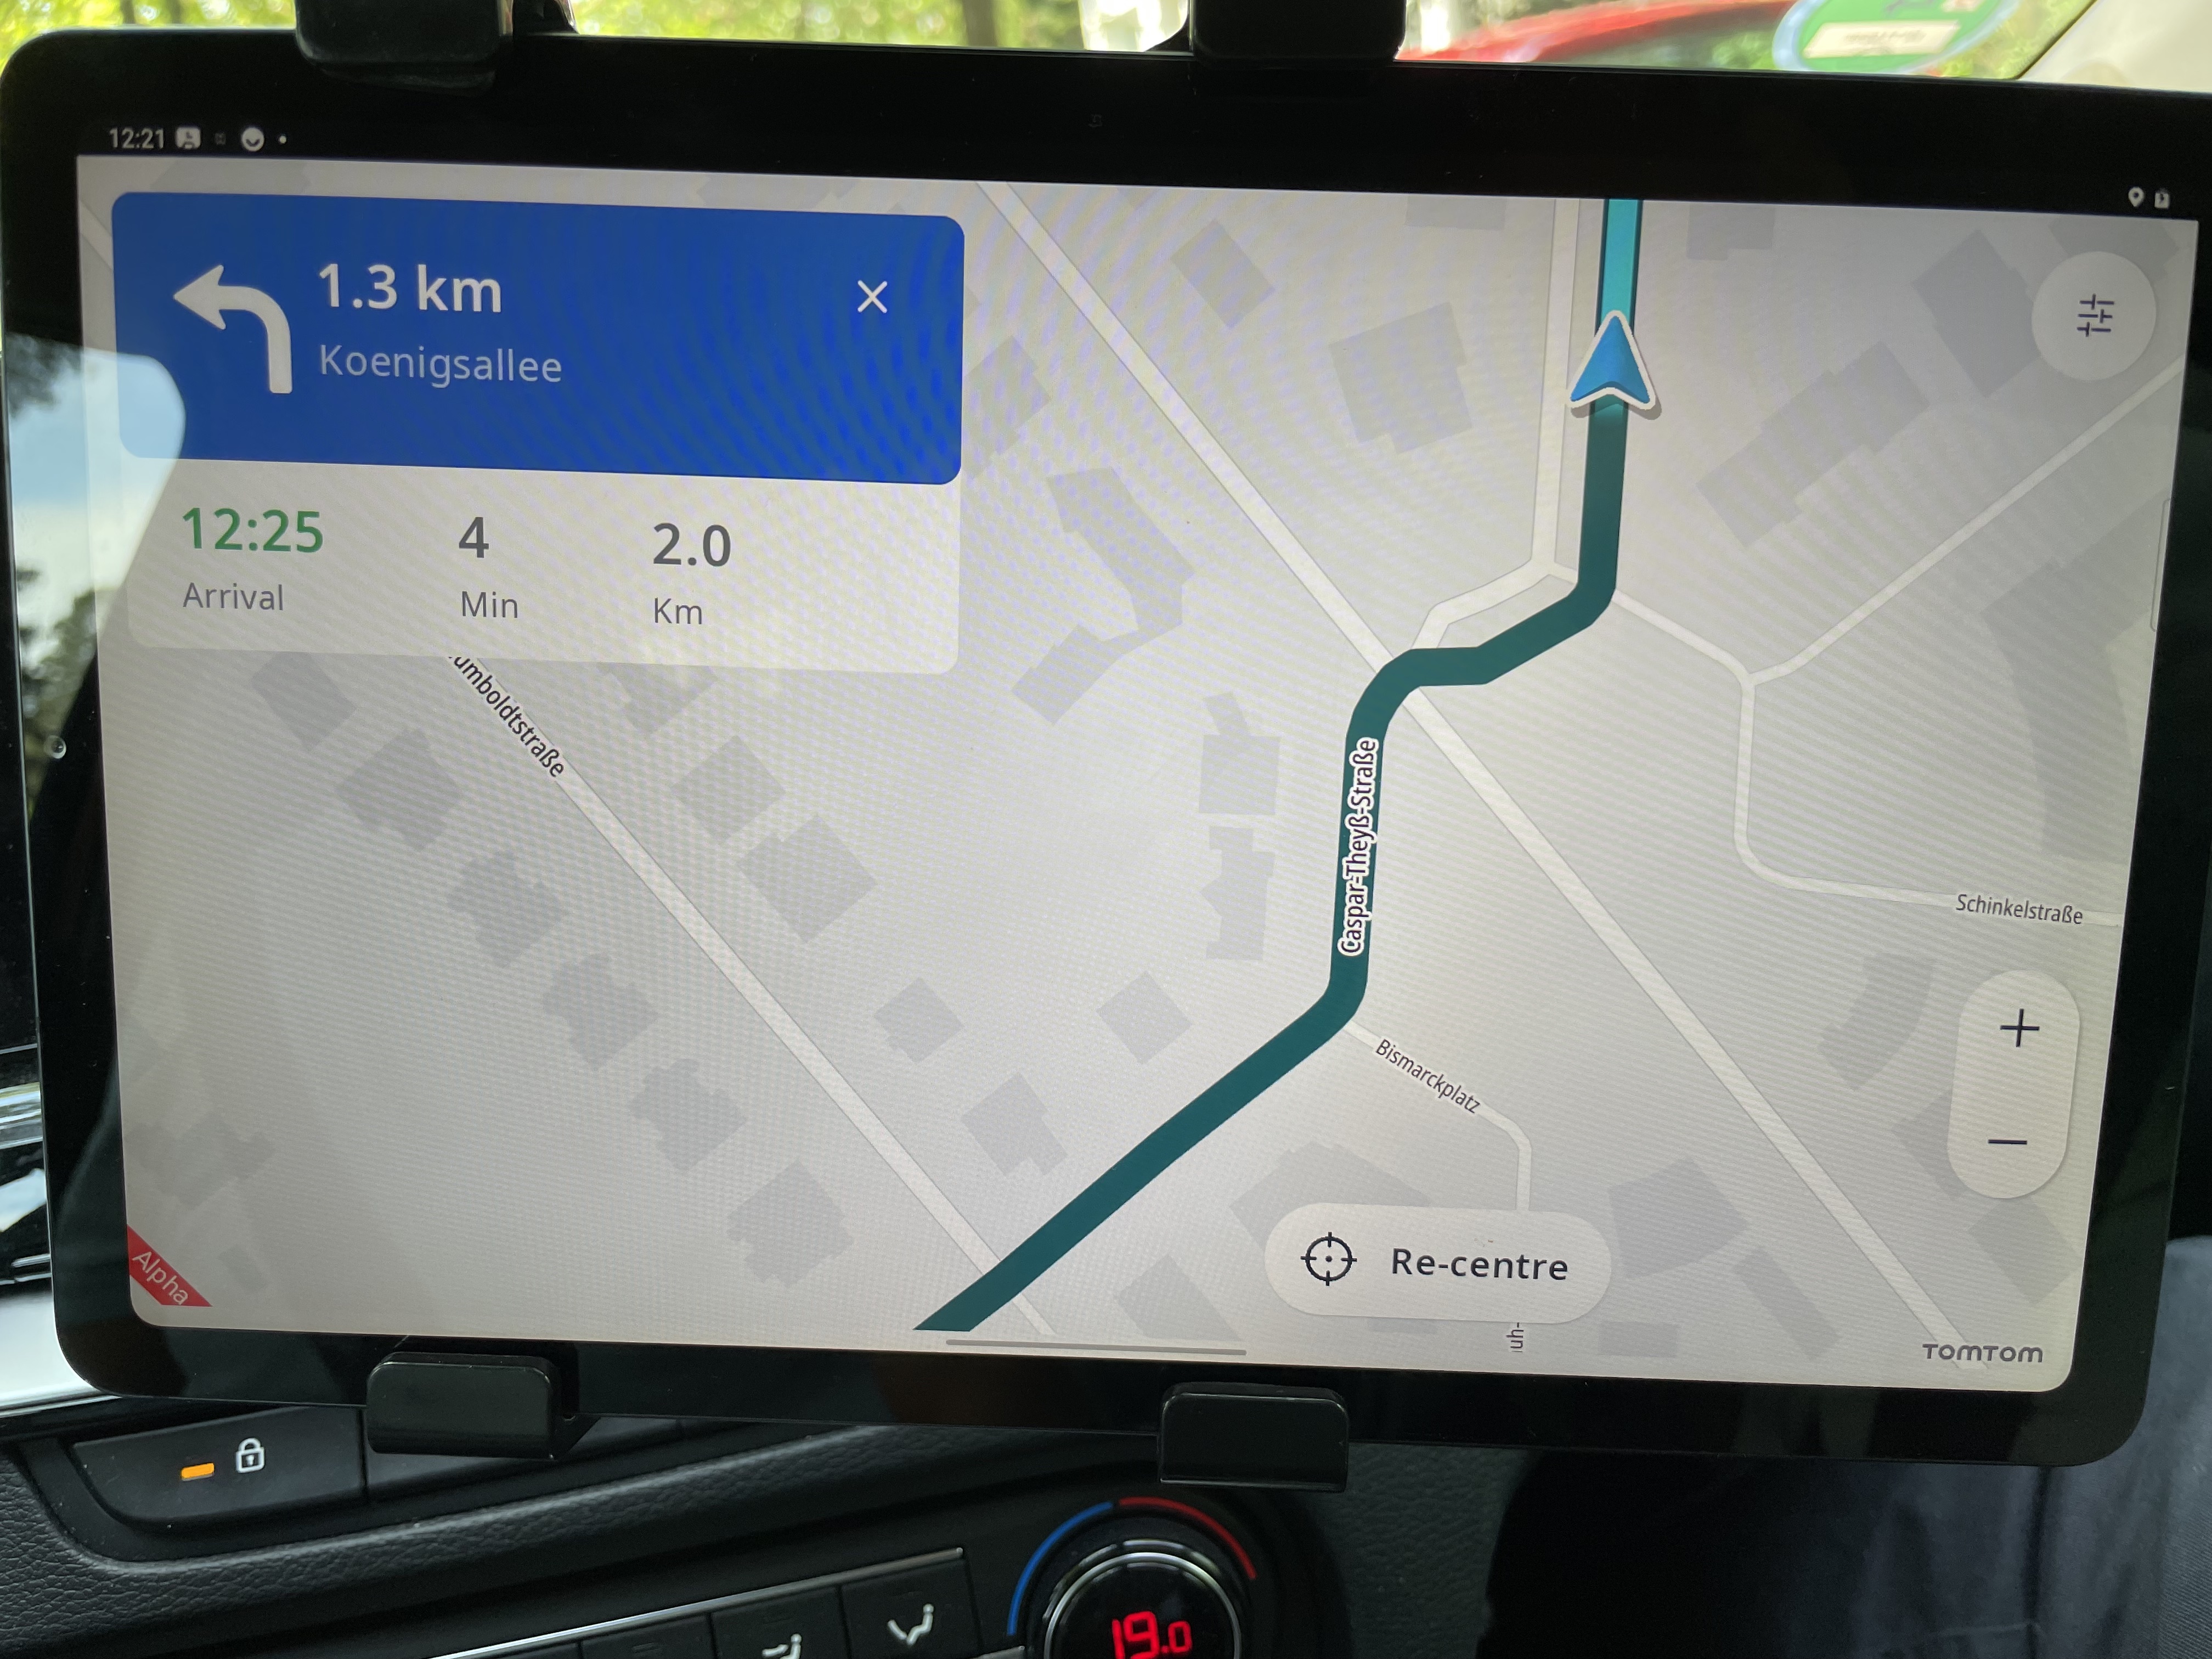 12:21
1.3 km
Koenigsallee
12:25
4
2.0
Arrival
Min
Km
umboldtstraße
Caspar-Theyß-Straße
Schinkelstraße
Bismarckplatz
Re-centre
Alpha
TOMTOM
19.0